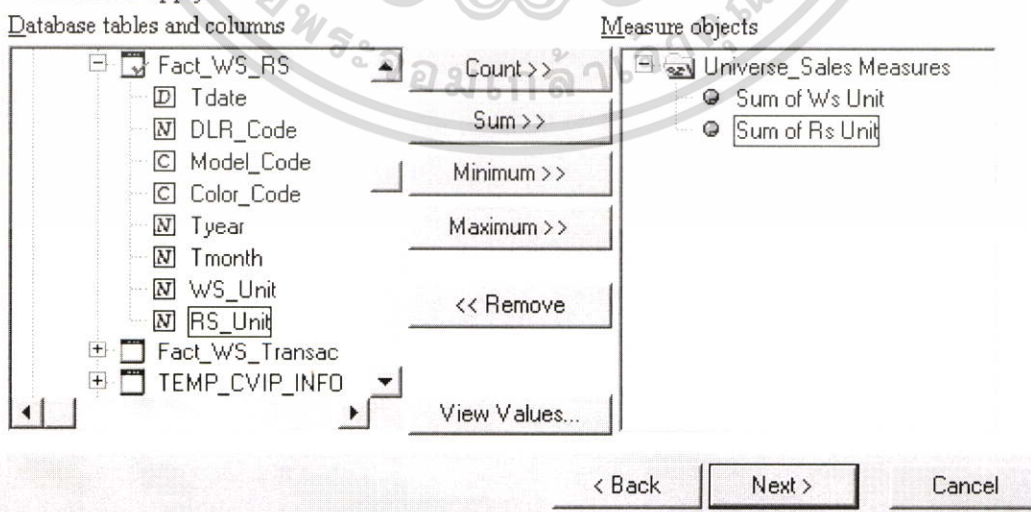 Database tables and columns
Measure objects
Fact_WS_RS
D Tdate
N DLR_Code
C Model_Code
C Color_Code
N Tyear
N Tmonth
N WS_Unit
N RS_Unit
Fact_WS_Transac
TEMP_CVIP_INFO
Count >>
Sum >>
Minimum >>
Maximum >>
<< Remove
View Values...
Universe_Sales Measures
Sum of Ws Unit
Sum of Rs Unit
< Back
Next >
Cancel